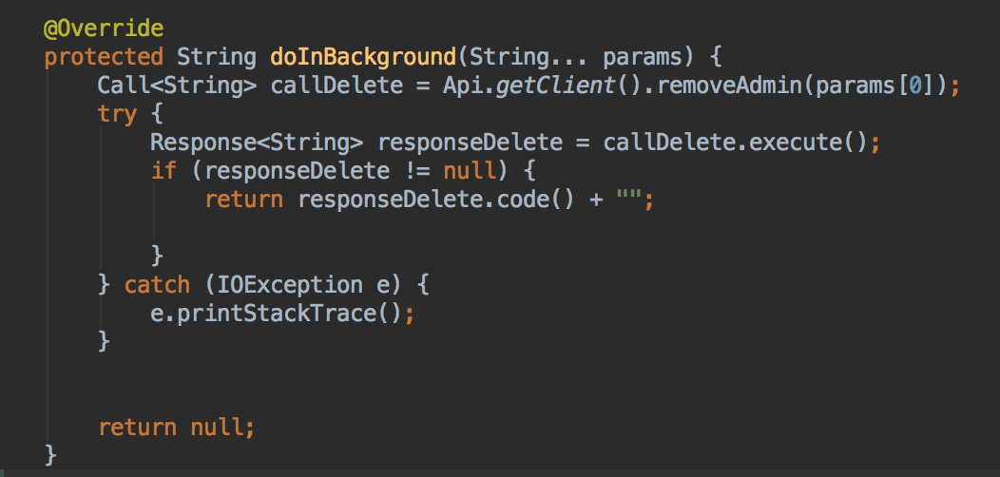 @Override
protected String doInBackground(String... params) {
    Call<String> callDelete = Api.getClient().removeAdmin(params[0]);
    try {
        Response<String> responseDelete = callDelete.execute();
        if (responseDelete != null) {
            return responseDelete.code() + "";
        }
    } catch (IOException e) {
        e.printStackTrace();
    }
    return null;
}